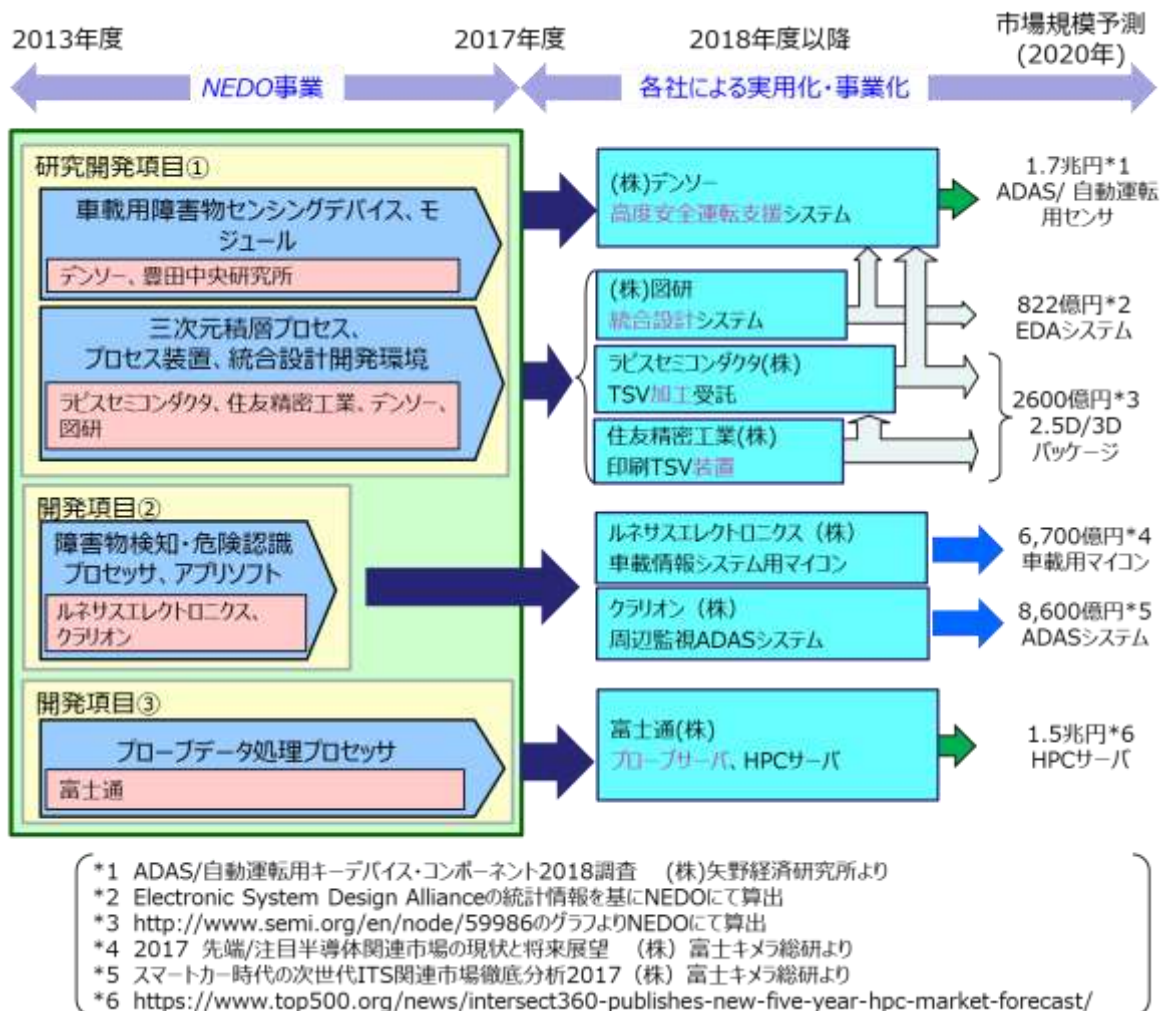 2013年度
2017年度
2018年度以降
市場規模予測
(2020年)
NEDO事業
各社による実用化・事業化
研究開発項目①
車載用障害物センシングデバイス、モ
ジュール
デンソー、豊田中央研究所
三次元積層プロセス、
プロセス装置、統合設計開発環境
ラピスセミコンダクタ、住友精密工業、デンソー、
図研
(株)デンソー
高度安全運転支援システム
1.7兆円*1
ADAS/ 自動運転
用センサ
(株)図研
統合設計システム
822億円*2
EDAシステム
ラピスセミコンダクタ(株)
TSV加工受託
住友精密工業(株)
印刷TSV装置
2600億円*3
2.5D/3D
パッケージ
開発項目②
障害物検知・危険認識
プロセッサ、アプリソフト
ルネサスエレクトロニクス、
クラリオン
ルネサスエレクトロニクス（株）
車載情報システム用マイコン
6,700億円*4
車載用マイコン
クラリオン（株）
周辺監視ADASシステム
8,600億円*5
ADASシステム
開発項目③
プローブデータ処理プロセッサ
富士通
富士通(株)
プローブサーバ、HPCサーバ
1.5兆円*6
HPCサーバ
*1 ADAS/自動運転用キーデバイス・コンポーネント2018調査 (株)矢野経済研究所より
*2 Electronic System Design Allianceの統計情報を基にNEDOにて算出
*3 http://www.semi.org/en/node/59986のグラフよりNEDOにて算出
*4 2017 先端/注目半導体関連市場の現状と将来展望 （株）富士キメラ総研より
*5 スマートカー時代の次世代ITS関連市場徹底分析2017（株）富士キメラ総研より
*6 https://www.top500.org/news/intersect360-publishes-new-five-year-hpc-market-forecast/